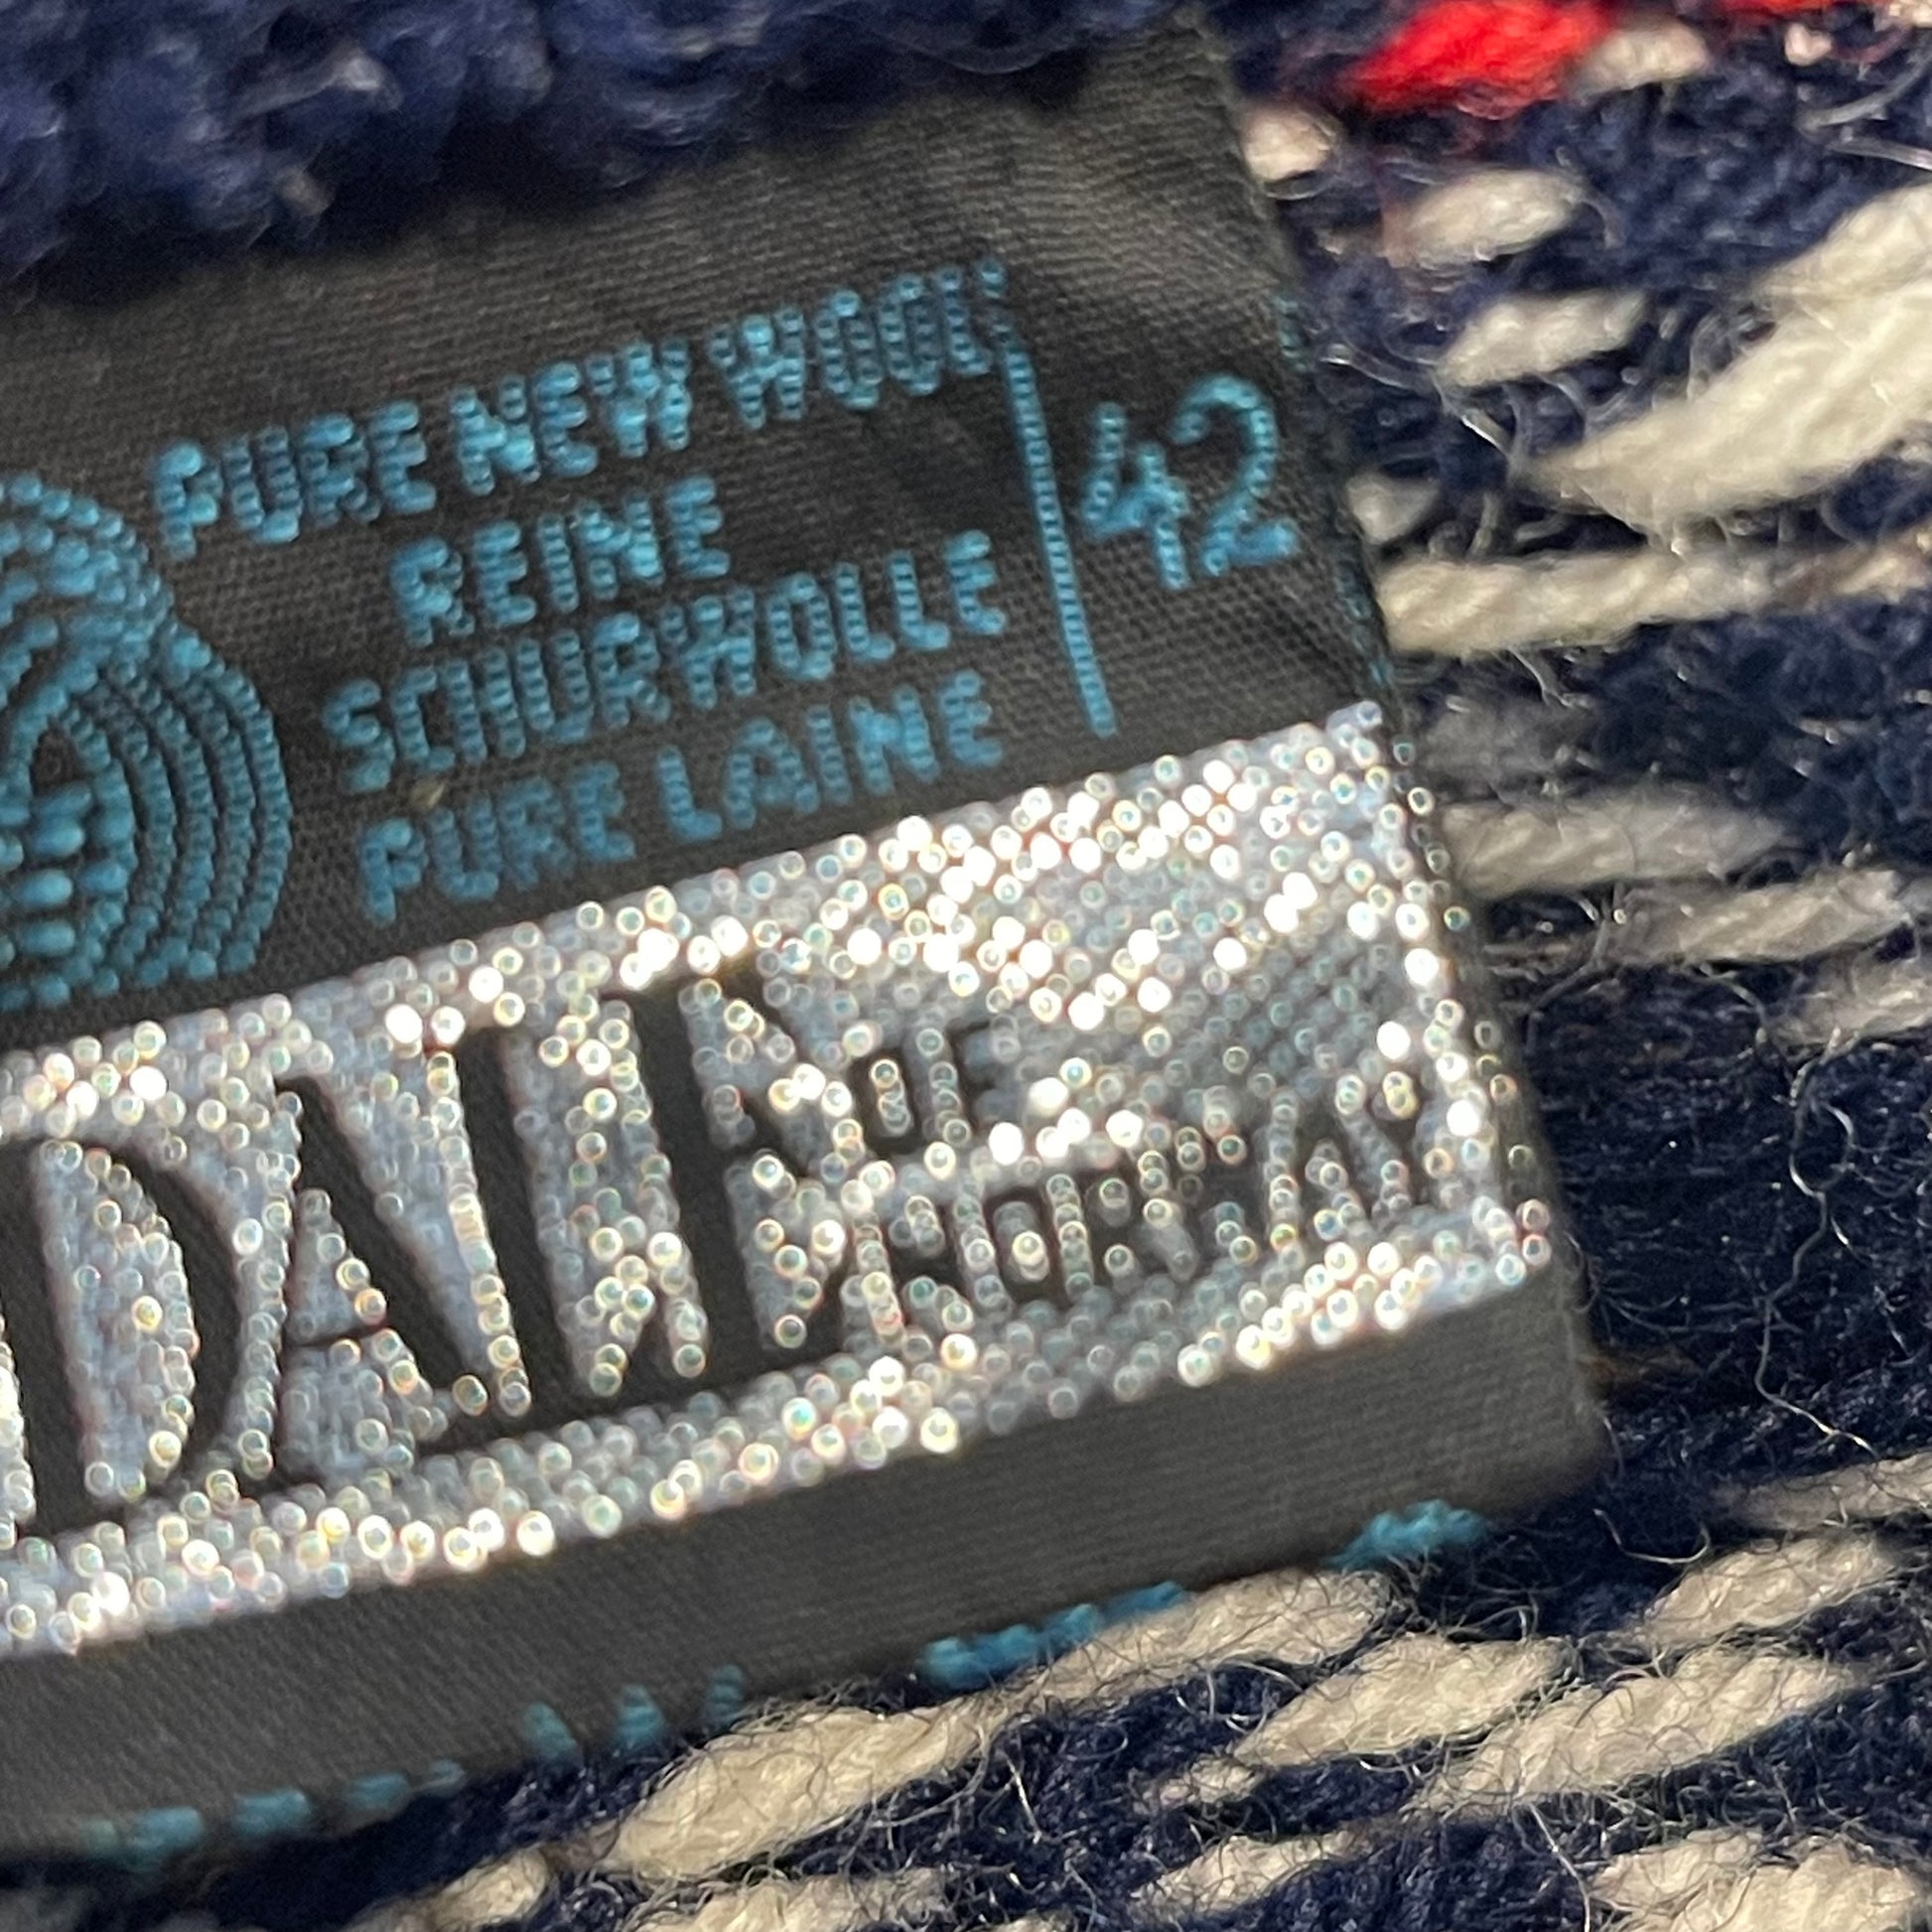 PURE NEW WOOL
REINE
SCHURWOLLE
PURE LAINE
42
DALE
OF
NORWAY